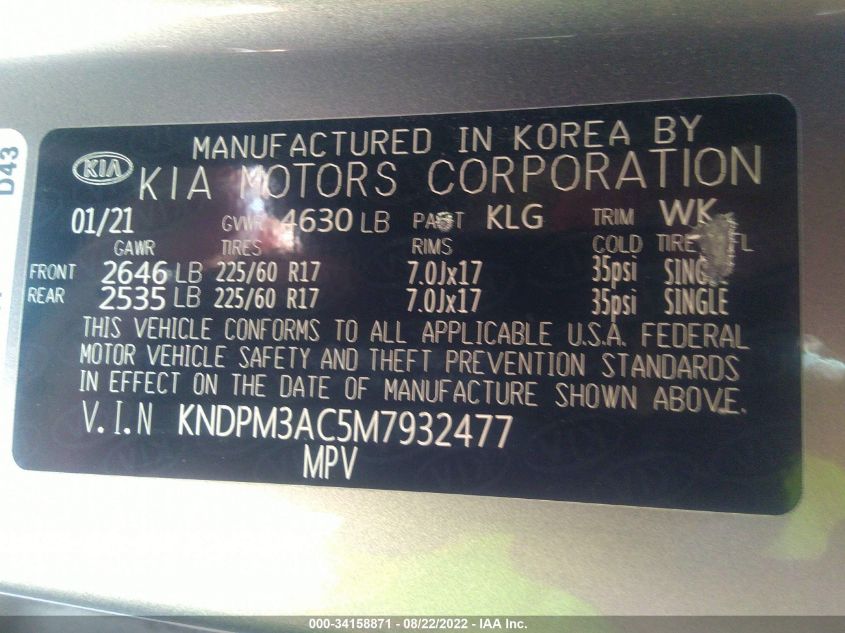 D43
MANUFACTURED IN KOREA BY
KIA KIA MOTORS CORPORATION
01/21 GVWR 4630 LB PAINT KLG TRIM WK
GAWR TIRES RIMS COLD TIRE
FRONT 2646 LB 225/60 R17 7.0Jx17 35psi SINGLE
REAR 2535 LB 225/60 R17 7.0Jx17 35psi SINGLE
THIS VEHICLE CONFORMS TO ALL APPLICABLE U.S.A. FEDERAL
MOTOR VEHICLE SAFETY AND THEFT PREVENTION STANDARDS
IN EFFECT ON THE DATE OF MANUFACTURE SHOWN ABOVE.
V.I.N KNDPM3AC5M7932477
MPV
000-34158871 - 08/22/2022 - IAA Inc.